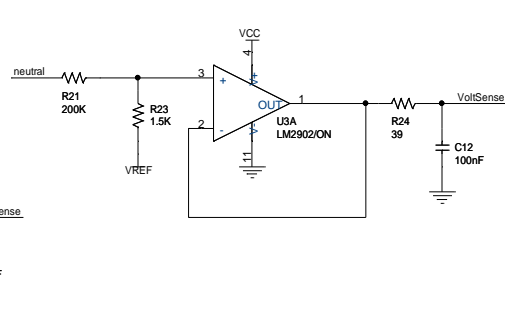 VCC
4
neutral
3
+
V+
R21
200K
R23
1.5K
OUT
1
VoltSense
U3A
LM2902/ON
R24
39
2
-
V-
11
C12
100nF
VREF
ense